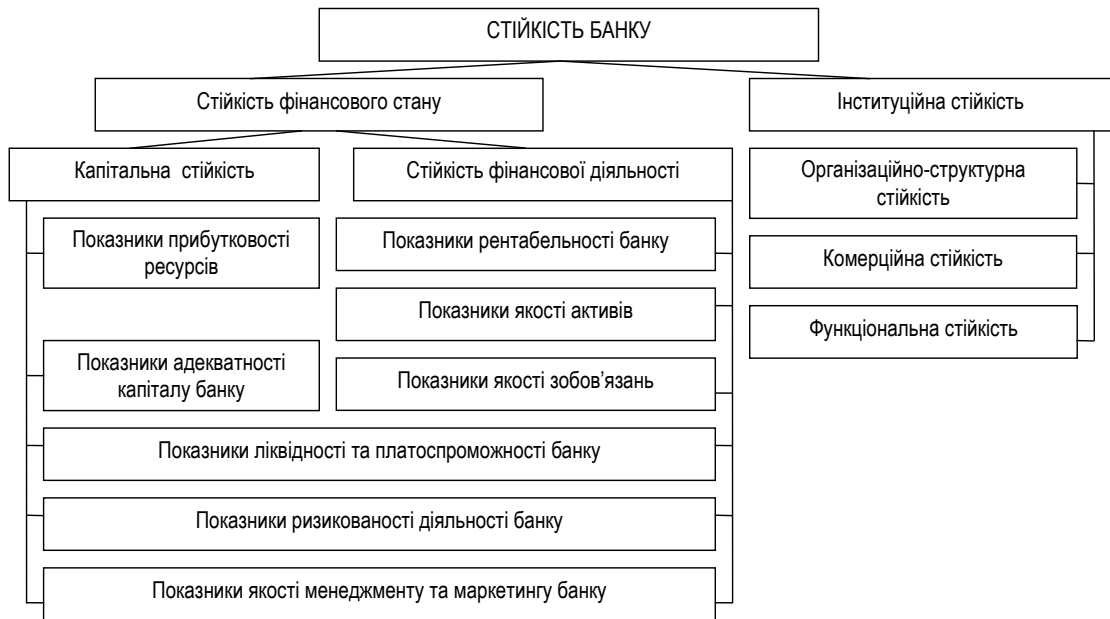 СТІЙКІСТЬ БАНКУ
Стійкість фінансового стану
Інституційна стійкість
Капітальна стійкість
Стійкість фінансової діяльності
Організаційно-структурна
стійкість
Показники прибутковості
ресурсів
Показники рентабельності банку
Комерційна стійкість
Показники якості активів
Функціональна стійкість
Показники адекватності
капіталу банку
Показники якості зобов’язань
Показники ліквідності та платоспроможності банку
Показники ризикованості діяльності банку
Показники якості менеджменту та маркетингу банку